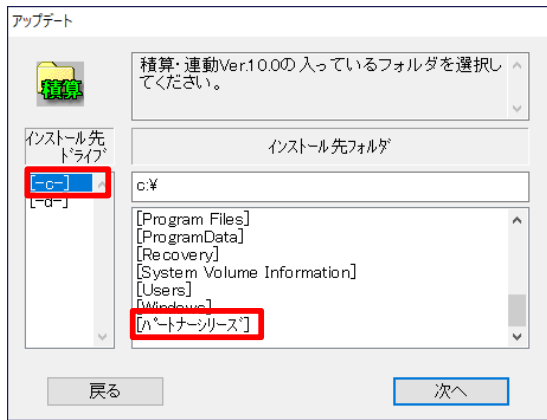 アップデート
積算・連動Ver.10.0の入っているフォルダを選択し
てください。
積算
インストール先
ﾄﾞﾗｲﾌﾞ
インストール先フォルダ
[-c-]
[-d-]
c:¥
[Program Files]
[ProgramData]
[Recovery]
[System Volume Information]
[Users]
[Windows]
[ﾊﾟｰﾄﾅｰｼﾘｰｽﾞ]
戻る
次へ